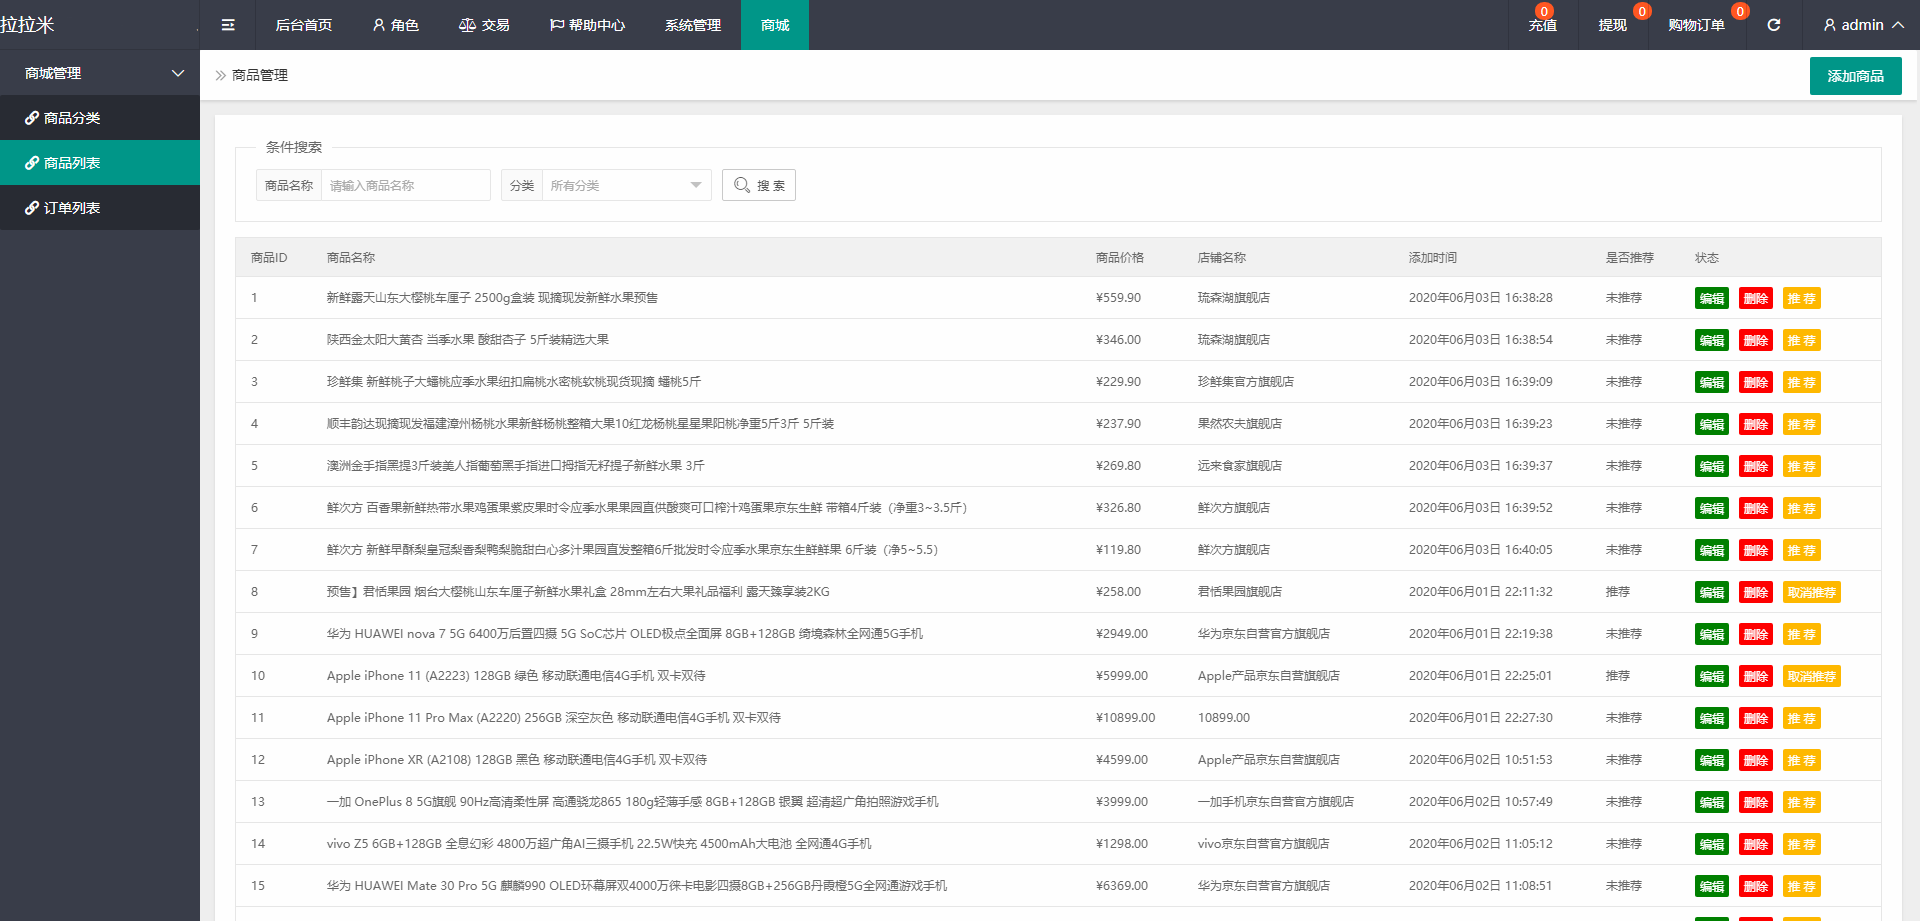 拉拉米
后台首页 角色 交易 帮助中心 系统管理 商城 充值 0 提现 0 购物订单 0 admin
商城管理
商品分类
商品列表
订单列表
商品管理 添加商品
条件搜索
商品名称 请输入商品名称 分类 所有分类 搜 索
商品ID 商品名称 商品价格 店铺名称 添加时间 是否推荐 状态
1 新鲜露天山东大樱桃车厘子 2500g盒装 现摘现发新鲜水果预售 ¥559.90 琉森湖旗舰店 2020年06月03日 16:38:28 未推荐 编辑 删除 推 荐
2 陕西金太阳大黄杏 当季水果 酸甜杏子 5斤装精选大果 ¥346.00 琉森湖旗舰店 2020年06月03日 16:38:54 未推荐 编辑 删除 推 荐
3 珍鲜集 新鲜桃子大蟠桃应季水果纽扣扁桃水密桃软桃现货现摘 蟠桃5斤 ¥229.90 珍鲜集官方旗舰店 2020年06月03日 16:39:09 未推荐 编辑 删除 推 荐
4 顺丰韵达现摘现发福建漳州杨桃水果新鲜杨桃整箱大果10红龙杨桃星星果阳桃净重5斤3斤 5斤装 ¥237.90 果然农夫旗舰店 2020年06月03日 16:39:23 未推荐 编辑 删除 推 荐
5 澳洲金手指黑提3斤装美人指葡萄黑手指进口拇指无籽提子新鲜水果 3斤 ¥269.80 远来食家旗舰店 2020年06月03日 16:39:37 未推荐 编辑 删除 推 荐
6 鲜次方 百香果新鲜热带水果鸡蛋果紫皮果时令应季水果果园直供酸爽可口榨汁鸡蛋果京东生鲜 带箱4斤装（净重3~3.5斤） ¥326.80 鲜次方旗舰店 2020年06月03日 16:39:52 未推荐 编辑 删除 推 荐
7 鲜次方 新鲜早酥梨皇冠梨香梨鸭梨脆甜白心多汁果园直发整箱6斤批发时令应季水果京东生鲜鲜果 6斤装（净5~5.5） ¥119.80 鲜次方旗舰店 2020年06月03日 16:40:05 未推荐 编辑 删除 推 荐
8 预售】君恬果园 烟台大樱桃山东车厘子新鲜水果礼盒 28mm左右大果礼品福利 露天臻享装2KG ¥258.00 君恬果园旗舰店 2020年06月01日 22:11:32 推荐 编辑 删除 取消推荐
9 华为 HUAWEI nova 7 5G 6400万后置四摄 5G SoC芯片 OLED极点全面屏 8GB+128GB 绮境森林全网通5G手机 ¥2949.00 华为京东自营官方旗舰店 2020年06月01日 22:19:38 未推荐 编辑 删除 推 荐
10 Apple iPhone 11 (A2223) 128GB 绿色 移动联通电信4G手机 双卡双待 ¥5999.00 Apple产品京东自营旗舰店 2020年06月01日 22:25:01 推荐 编辑 删除 取消推荐
11 Apple iPhone 11 Pro Max (A2220) 256GB 深空灰色 移动联通电信4G手机 双卡双待 ¥10899.00 10899.00 2020年06月01日 22:27:30 未推荐 编辑 删除 推 荐
12 Apple iPhone XR (A2108) 128GB 黑色 移动联通电信4G手机 双卡双待 ¥4599.00 Apple产品京东自营旗舰店 2020年06月02日 10:51:53 未推荐 编辑 删除 推 荐
13 一加 OnePlus 8 5G旗舰 90Hz高清柔性屏 高通骁龙865 180g轻薄手感 8GB+128GB 银翼 超清超广角拍照游戏手机 ¥3999.00 一加手机京东自营官方旗舰店 2020年06月02日 10:57:49 未推荐 编辑 删除 推 荐
14 vivo Z5 6GB+128GB 全息幻彩 4800万超广角AI三摄手机 22.5W快充 4500mAh大电池 全网通4G手机 ¥1298.00 vivo京东自营官方旗舰店 2020年06月02日 11:05:12 未推荐 编辑 删除 推 荐
15 华为 HUAWEI Mate 30 Pro 5G 麒麟990 OLED环幕屏双4000万徕卡电影四摄8GB+256GB丹霞橙5G全网通游戏手机 ¥6369.00 华为京东自营官方旗舰店 2020年06月02日 11:08:51 未推荐 编辑 删除 推 荐